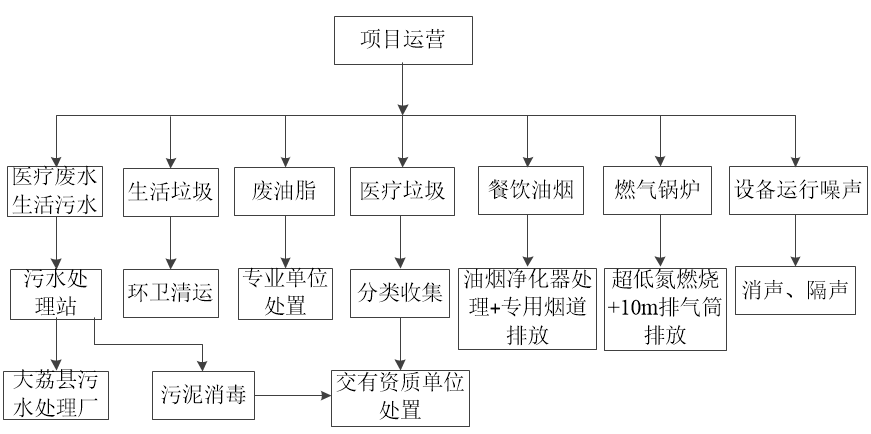 项目运营
医疗废水
生活污水
生活垃圾
废油脂
医疗垃圾
餐饮油烟
燃气锅炉
设备运行噪声
污水处
理站
环卫清运
专业单位
处置
分类收集
油烟净化器处
理+专用烟道
排放
超低氮燃烧
+10m排气筒
排放
消声、隔声
大荔县污
水处理厂
污泥消毒
交有资质单位
处置